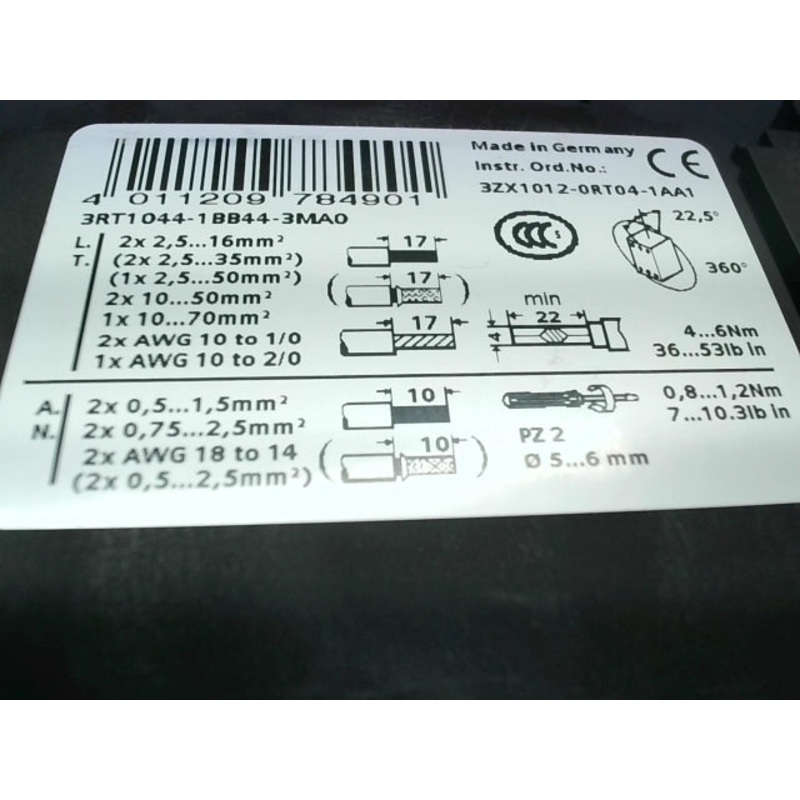 4 011209 784901
3RT1044-1BB44-3MA0
Made in Germany
Instr. Ord.No.:
3ZX1012-0RT04-1AA1
CE
CCC S
22,5°
360°
L.
T.
2x 2,5...16mm²
(2x 2,5...35mm²)
(1x 2,5...50mm²)
2x 10...50mm²
1x 10...70mm²
2x AWG 10 to 1/0
1x AWG 10 to 2/0
17
( 17 )
17
min
22
4
4...6Nm
36...53lb in
A.
N.
2x 0,5...1,5mm²
2x 0,75...2,5mm²
2x AWG 18 to 14
(2x 0,5...2,5mm²)
10
( 10 )
PZ 2
Ø 5...6 mm
0,8...1,2Nm
7...10.3lb in